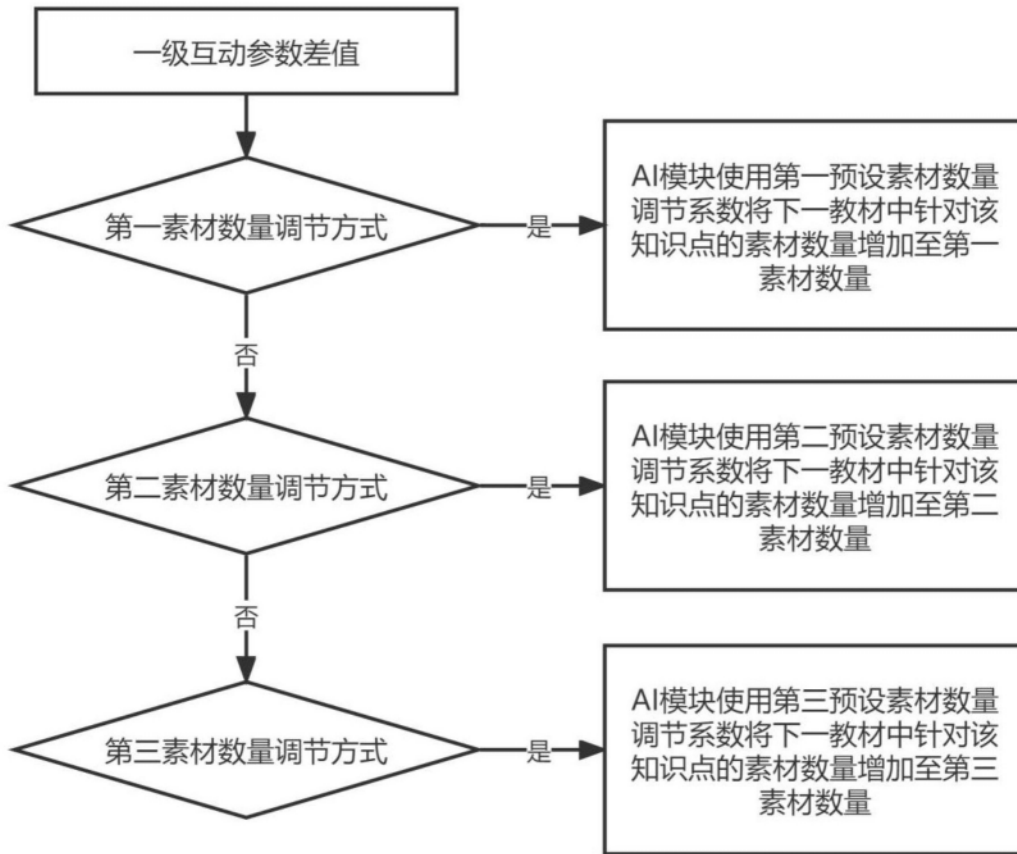 一级互动参数差值
第一素材数量调节方式
是
AI模块使用第一预设素材数量
调节系数将下一教材中针对该
知识点的素材数量增加至第一
素材数量
否
第二素材数量调节方式
是
AI模块使用第二预设素材数量
调节系数将下一教材中针对该
知识点的素材数量增加至第二
素材数量
否
第三素材数量调节方式
是
AI模块使用第三预设素材数量
调节系数将下一教材中针对该
知识点的素材数量增加至第三
素材数量